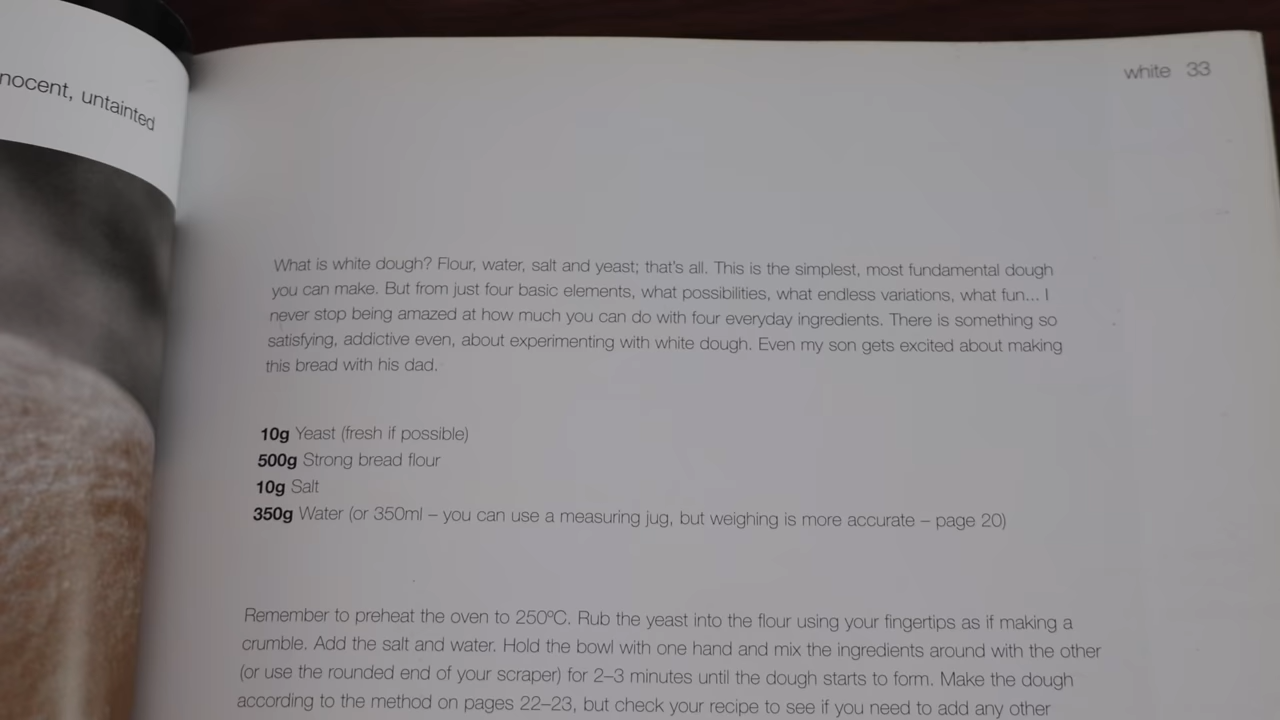 nocent, untainted
white 33
What is white dough? Flour, water, salt and yeast; that's all. This is the simplest, most fundamental dough
you can make. But from just four basic elements, what possibilities, what endless variations, what fun... I
never stop being amazed at how much you can do with four everyday ingredients. There is something so
satisfying, addictive even, about experimenting with white dough. Even my son gets excited about making
this bread with his dad.
10g Yeast (fresh if possible)
500g Strong bread flour
10g Salt
350g Water (or 350ml – you can use a measuring jug, but weighing is more accurate – page 20)
Remember to preheat the oven to 250ºC. Rub the yeast into the flour using your fingertips as if making a
crumble. Add the salt and water. Hold the bowl with one hand and mix the ingredients around with the other
(or use the rounded end of your scraper) for 2–3 minutes until the dough starts to form. Make the dough
according to the method on pages 22–23, but check your recipe to see if you need to add any other